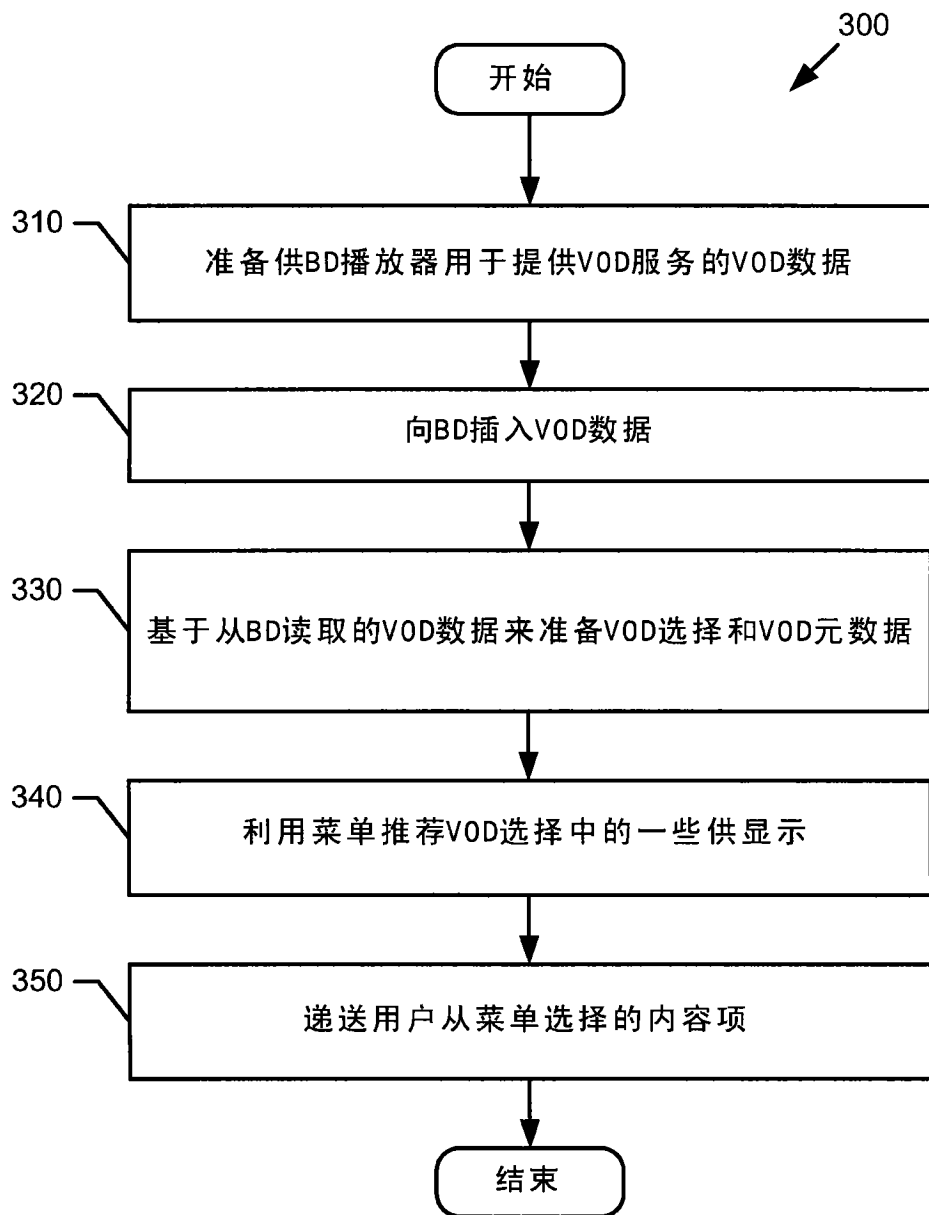 300
开始
310
准备供BD播放器用于提供VOD服务的VOD数据
320
向BD插入VOD数据
330
基于从BD读取的VOD数据来准备VOD选择和VOD元数据
340
利用菜单推荐VOD选择中的一些供显示
350
递送用户从菜单选择的内容项
结束